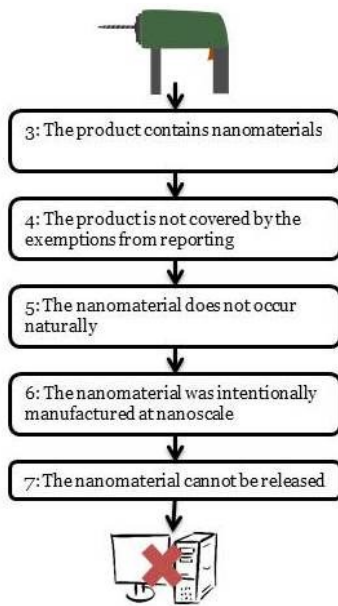 3: The product contains nanomaterials
4: The product is not covered by the
exemptions from reporting
5: The nanomaterial does not occur
naturally
6: The nanomaterial was intentionally
manufactured at nanoscale
7: The nanomaterial cannot be released